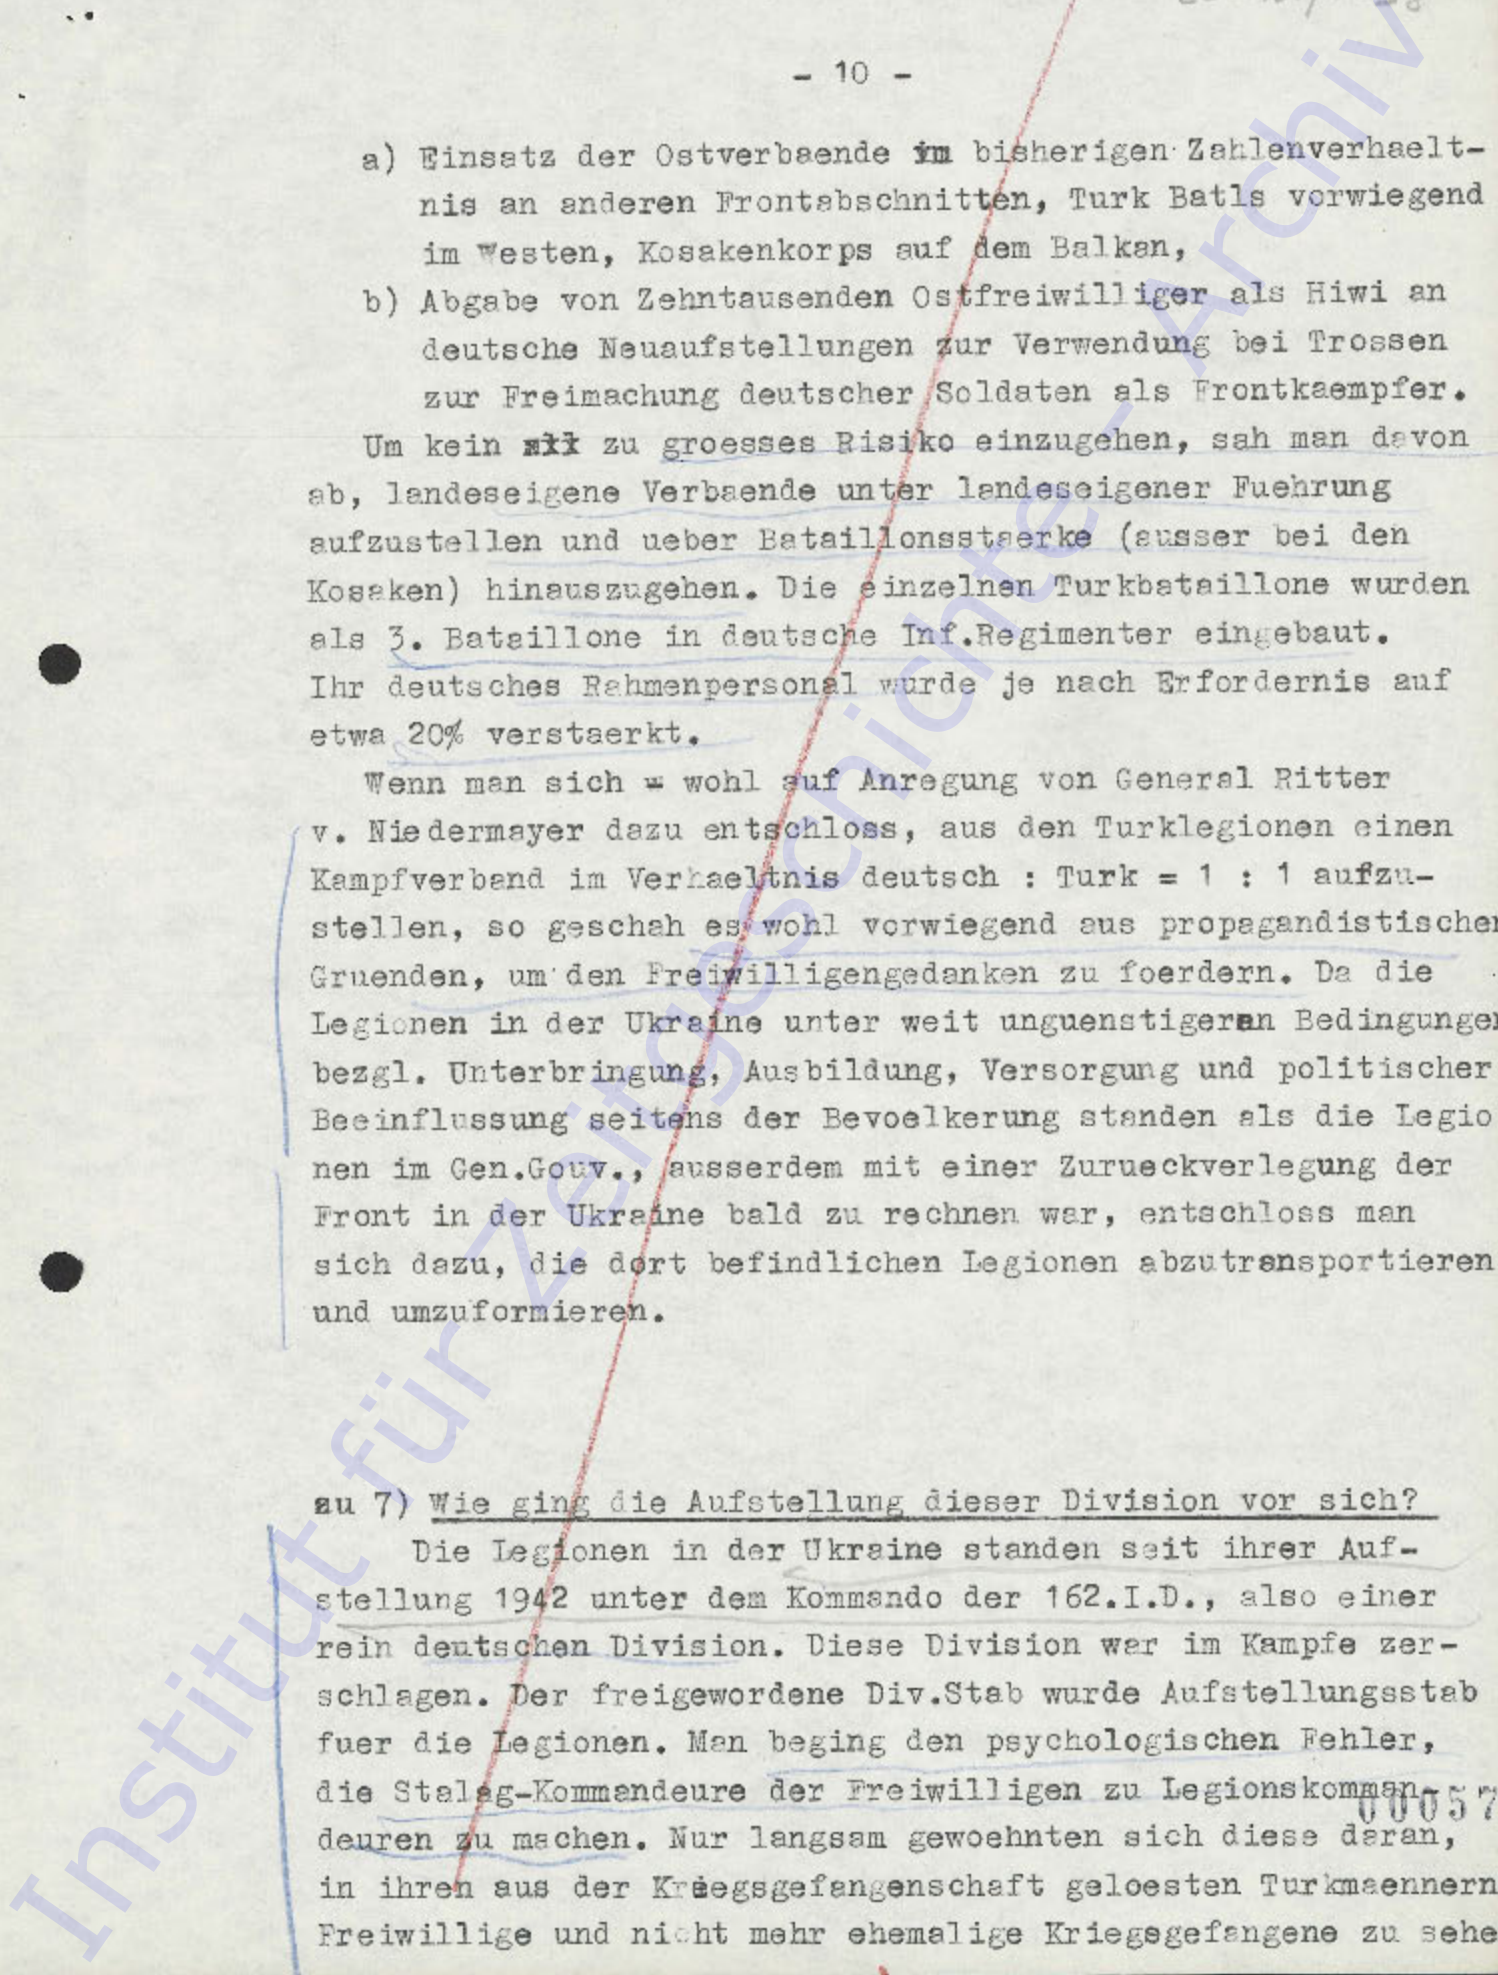 - 10 -
a) Einsatz der Ostverbaende im bisherigen Zahlenverhaelt-
nis an anderen Frontabschnitten, Turk Batls vorwiegend
im Westen, Kosakenkorps auf dem Balkan,
b) Abgabe von Zehntausenden Ostfreiwilliger als Hiwi an
deutsche Neuaufstellungen zur Verwendung bei Trossen
zur Freimachung deutscher Soldaten als Frontkaempfer.
Um kein zu groesses Risiko einzugehen, sah man davon
ab, landeseigene Verbaende unter landeseigener Fuehrung
aufzustellen und ueber Bataillonsstaerke (ausser bei den
Kosaken) hinauszugehen. Die einzelnen Turkbataillone wurden
als 3. Bataillone in deutsche Inf.Regimenter eingebaut.
Ihr deutsches Rahmenpersonal wurde je nach Erfordernis auf
etwa 20% verstaerkt.
Wenn man sich = wohl auf Anregung von General Ritter
v. Niedermayer dazu entschloss, aus den Turklegionen einen
Kampfverband im Verhaeltnis deutsch : Turk = 1 : 1 aufzu-
stellen, so geschah es wohl vorwiegend aus propagandistischen
Gruenden, um den Freiwilligengedanken zu foerdern. Da die
Legionen in der Ukraine unter weit unguenstigeren Bedingungen
bezgl. Unterbringung, Ausbildung, Versorgung und politischer
Beeinflussung seitens der Bevoelkerung standen als die Legio
nen im Gen.Gouv., ausserdem mit einer Zurueckverlegung der
Front in der Ukraine bald zu rechnen war, entschloss man
sich dazu, die dort befindlichen Legionen abzutransportieren
und umzuformieren.
zu 7) Wie ging die Aufstellung dieser Division vor sich?
Die Legionen in der Ukraine standen seit ihrer Auf-
stellung 1942 unter dem Kommando der 162.I.D., also einer
rein deutschen Division. Diese Division war im Kampfe zer-
schlagen. Der freigewordene Div.Stab wurde Aufstellungsstab
fuer die Legionen. Man beging den psychologischen Fehler,
die Stalag-Kommandeure der Freiwilligen zu Legionskomman-
00057
deuren zu machen. Nur langsam gewoehnten sich diese daran,
in ihren aus der Kriegsgefangenschaft geloesten Turkmaennern
Freiwillige und nicht mehr ehemalige Kriegsgefangene zu sehe
Institut für Zeitgeschichte - Archiv